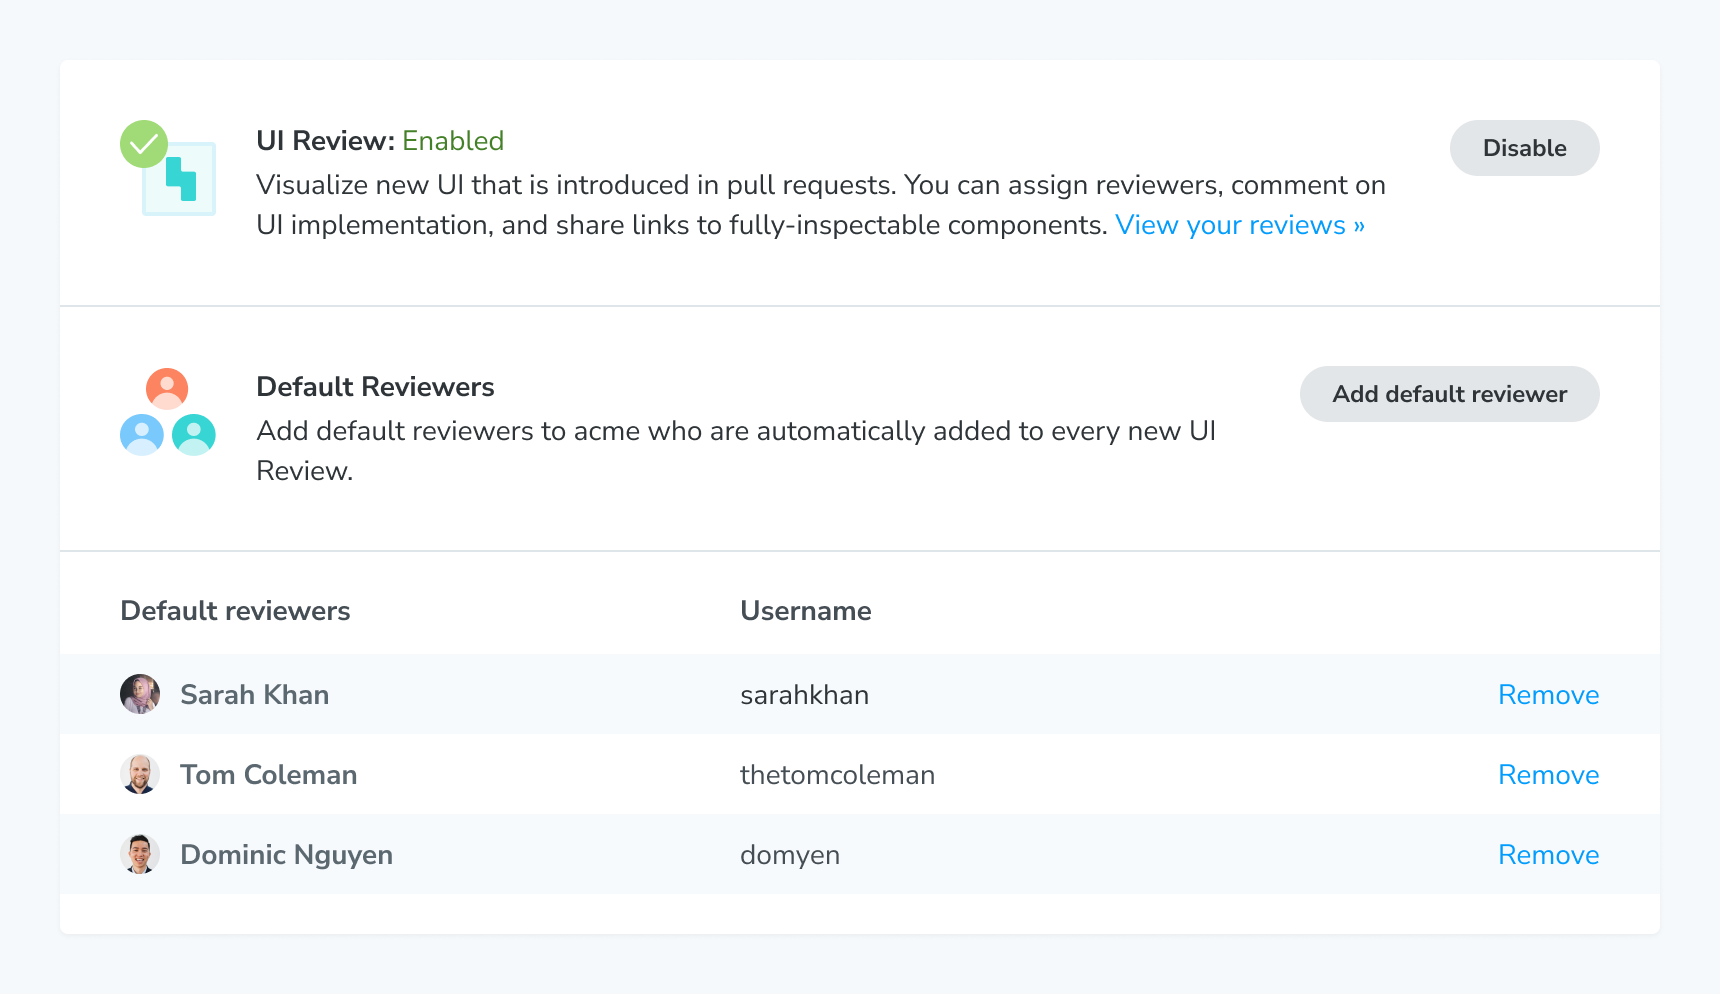 UI Review: Enabled
Disable
Visualize new UI that is introduced in pull requests. You can assign reviewers, comment on
UI implementation, and share links to fully-inspectable components. View your reviews »
Default Reviewers
Add default reviewer
Add default reviewers to acme who are automatically added to every new UI
Review.
Default reviewers Username
Sarah Khan sarahkhan Remove
Tom Coleman thetomcoleman Remove
Dominic Nguyen domyen Remove